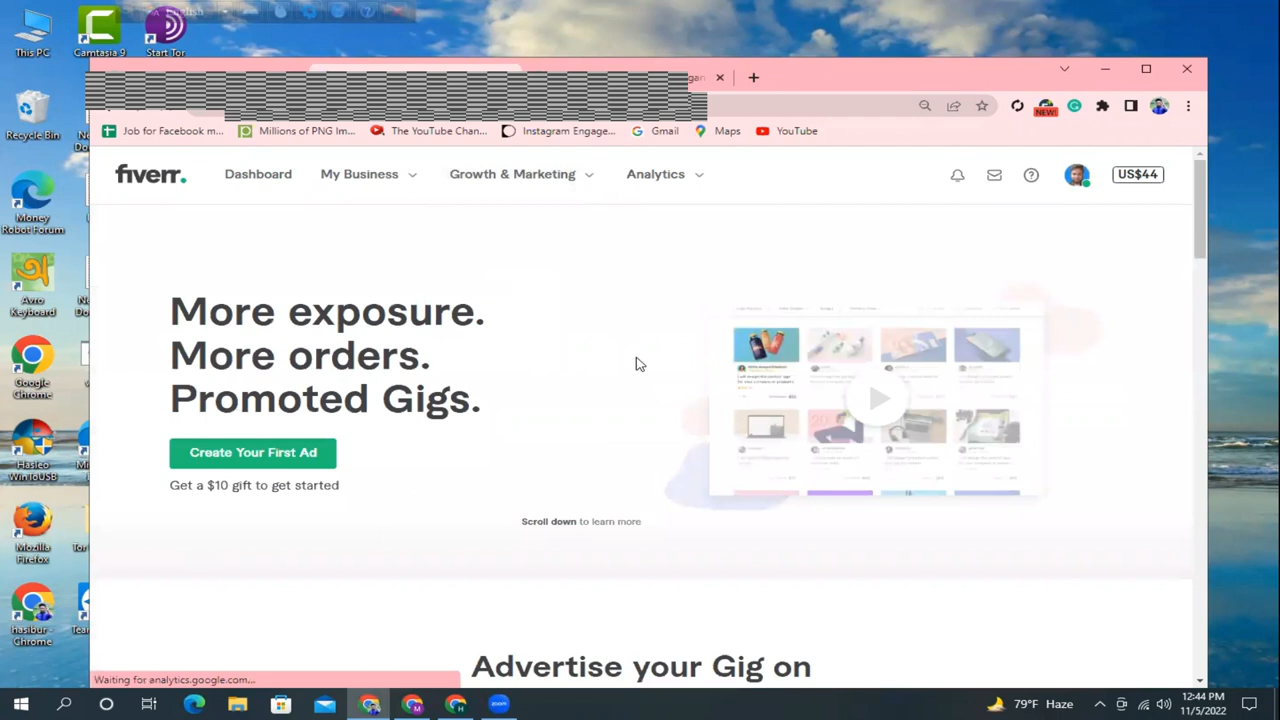 English
This PC
Camtasia 9
Start Tor
Recycle Bin
Money
Robot Forum
Avro
Keyboard
Google
Chrome
Hasleo
WinToUSB
Mozilla
Firefox
hasibur -
Chrome
Job for Facebook m...
Millions of PNG Im...
The YouTube Chan...
Instagram Engage...
Gmail
Maps
YouTube
NEW!
fiverr.
Dashboard
My Business
Growth & Marketing
Analytics
US$44
More exposure.
More orders.
Promoted Gigs.
Create Your First Ad
Get a $10 gift to get started
Scroll down to learn more
Advertise your Gig on
Waiting for analytics.google.com...
zoom
79°F Haze
12:44 PM
11/5/2022